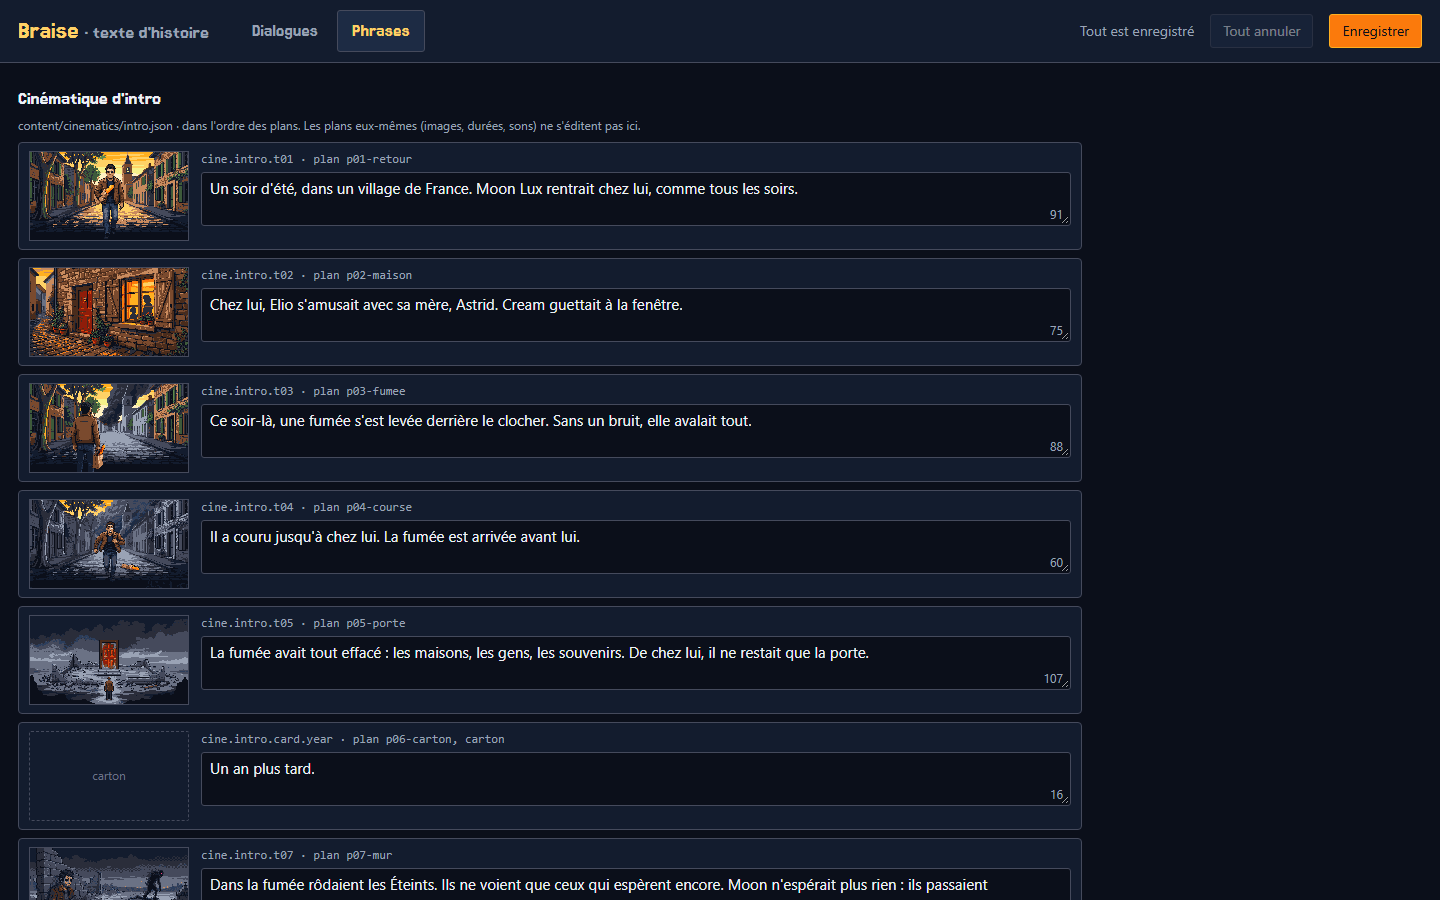 Braise · texte d'histoire
Dialogues
Phrases
Tout est enregistré
Tout annuler
Enregistrer
Cinématique d'intro
content/cinematics/intro.json · dans l'ordre des plans. Les plans eux-mêmes (images, durées, sons) ne s'éditent pas ici.
cine.intro.t01 · plan p01-retour
Un soir d'été, dans un village de France. Moon Lux rentrait chez lui, comme tous les soirs.
91
cine.intro.t02 · plan p02-maison
Chez lui, Elio s'amusait avec sa mère, Astrid. Cream guettait à la fenêtre.
75
cine.intro.t03 · plan p03-fumee
Ce soir-là, une fumée s'est levée derrière le clocher. Sans un bruit, elle avalait tout.
88
cine.intro.t04 · plan p04-course
Il a couru jusqu'à chez lui. La fumée est arrivée avant lui.
60
cine.intro.t05 · plan p05-porte
La fumée avait tout effacé : les maisons, les gens, les souvenirs. De chez lui, il ne restait que la porte.
107
carton
cine.intro.card.year · plan p06-carton, carton
Un an plus tard.
16
cine.intro.t07 · plan p07-mur
Dans la fumée rôdaient les Éteints. Ils ne voient que ceux qui espèrent encore. Moon n'espérait plus rien : ils passaient